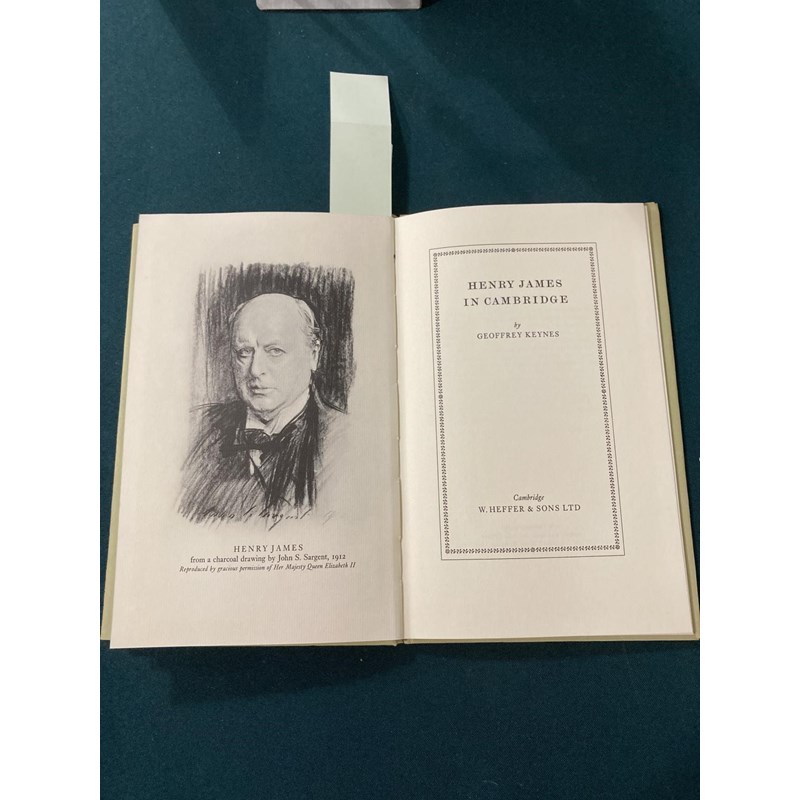 HENRY JAMES
from a charcoal drawing by John S. Sargent, 1912
Reproduced by gracious permission of Her Majesty Queen Elizabeth II
HENRY JAMES
IN CAMBRIDGE
by
GEOFFREY KEYNES
Cambridge
W. HEFFER & SONS LTD